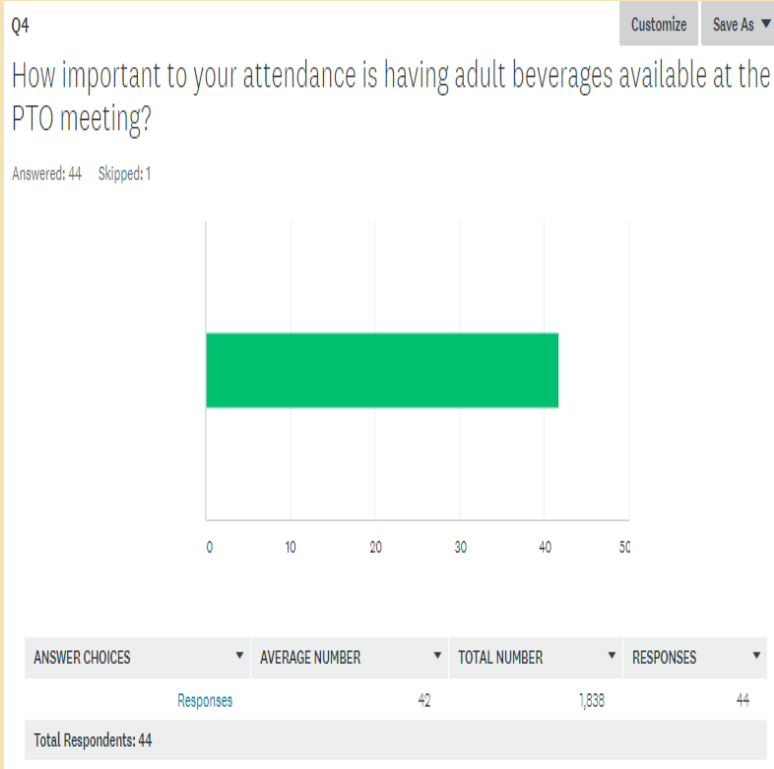 Q4
Customize
Save As
How important to your attendance is having adult beverages available at the
PTO meeting?
Answered: 44 Skipped: 1
0 10 20 30 40 50
ANSWER CHOICES AVERAGE NUMBER TOTAL NUMBER RESPONSES
Responses 42 1,838 44
Total Respondents: 44